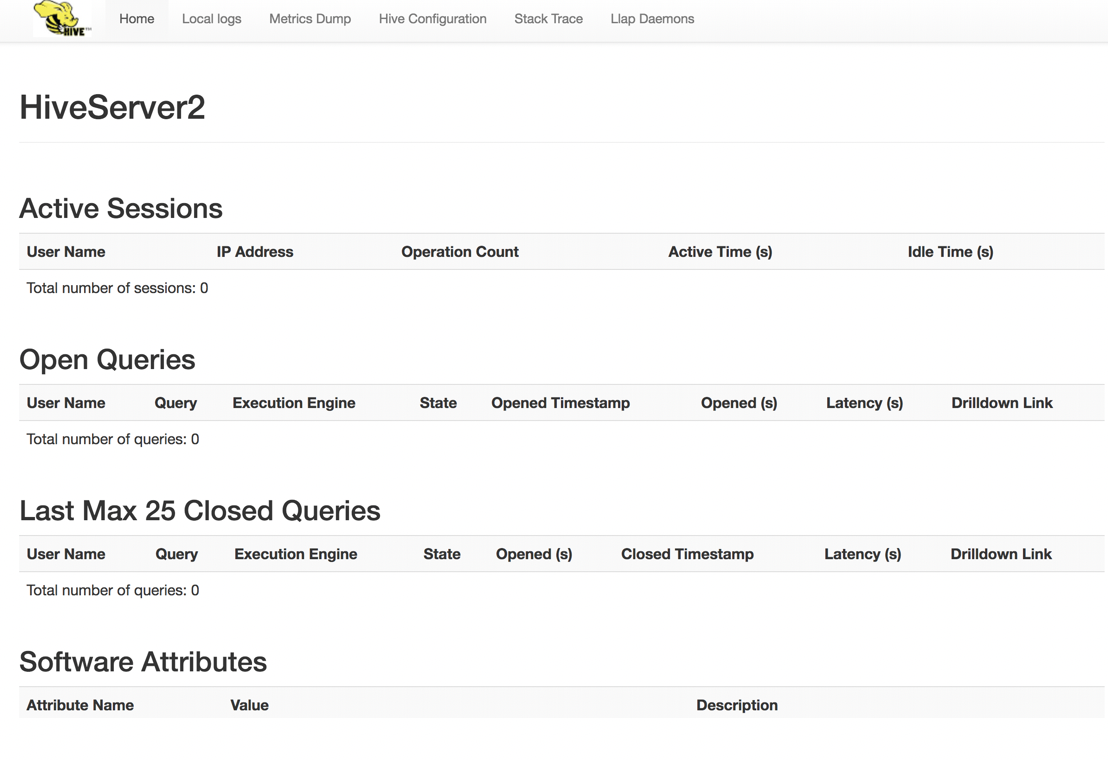 HIVE™
Home Local logs Metrics Dump Hive Configuration Stack Trace Llap Daemons
HiveServer2
Active Sessions
User Name IP Address Operation Count Active Time (s) Idle Time (s)
Total number of sessions: 0
Open Queries
User Name Query Execution Engine State Opened Timestamp Opened (s) Latency (s) Drilldown Link
Total number of queries: 0
Last Max 25 Closed Queries
User Name Query Execution Engine State Opened (s) Closed Timestamp Latency (s) Drilldown Link
Total number of queries: 0
Software Attributes
Attribute Name Value Description